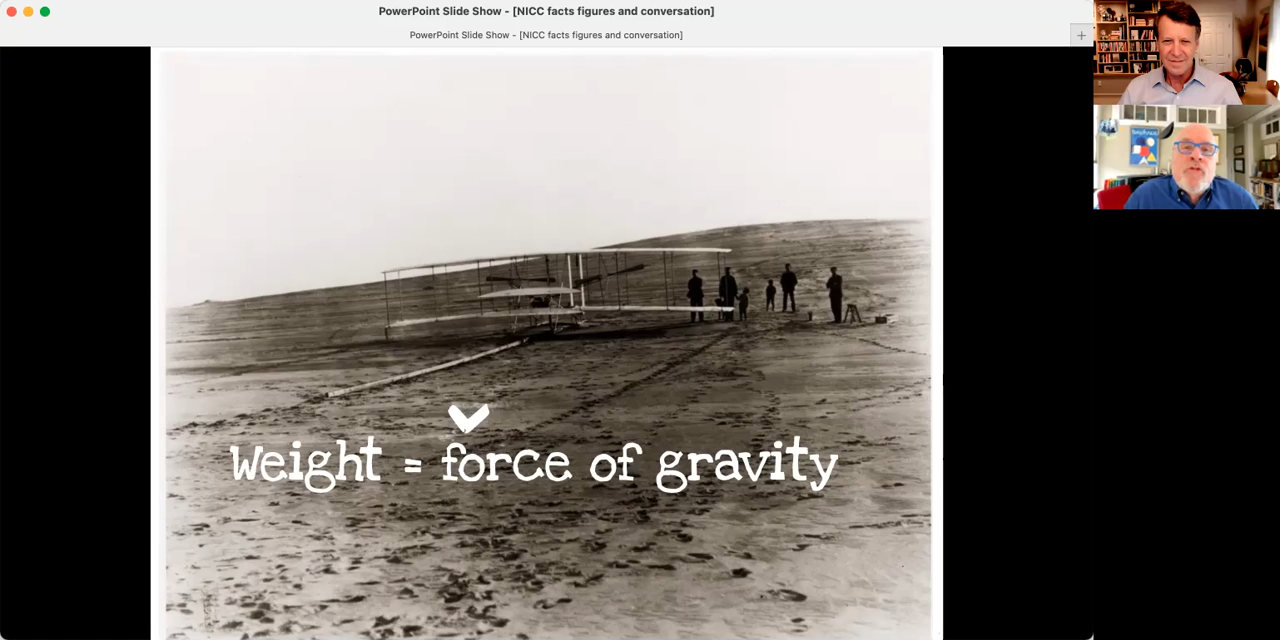 PowerPoint Slide Show - [NICC facts figures and conversation]
PowerPoint Slide Show - [NICC facts figures and conversation]
bauhaus
Weight = force of gravity